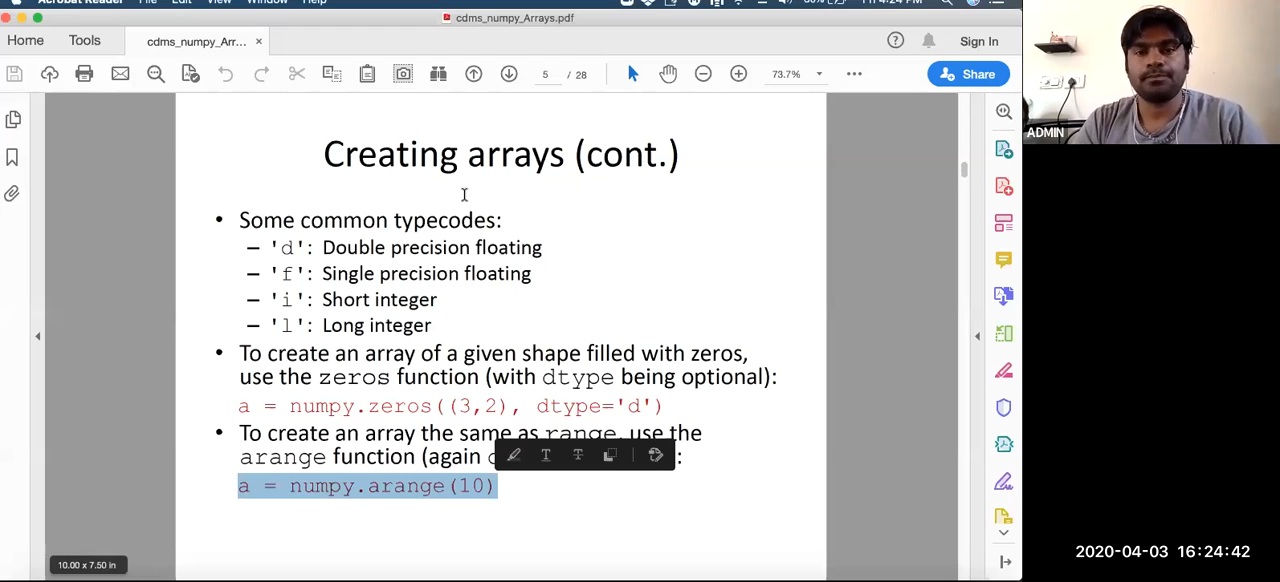 Acrobat Reader File Edit View Window Help Fri 4:24 PM
cdms_numpy_Arrays.pdf
Home Tools cdms_numpy_Arr... × Sign In
5 / 28 73.7% Share
ADMIN
Creating arrays (cont.)
• Some common typecodes:
– 'd': Double precision floating
– 'f': Single precision floating
– 'i': Short integer
– 'l': Long integer
• To create an array of a given shape filled with zeros,
use the zeros function (with dtype being optional):
a = numpy.zeros((3,2), dtype='d')
• To create an array the same as range, use the
arange function (again :
a = numpy.arange(10)
10.00 x 7.50 in
2020-04-03 16:24:42